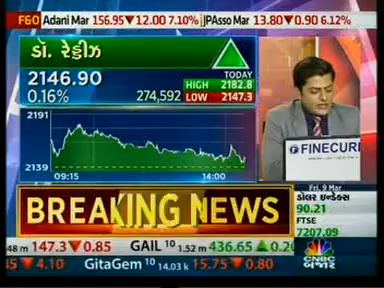 F&O Adani Mar 156.95▼12.00 7.10% JPAsso Mar 13.80▼0.90 6.12%
ડૉ. રેડ્ડીઝ
2146.90
0.16% 274,592
TODAY
HIGH 2182.8
LOW 2147.3
2191
2139
09:15 14:00
FINECURE
BREAKING NEWS
Fri, 9 Mar
ડોલર ઇન્ડેક્સ
90.21
FTSE
7207.09
.48 m 147.3▼0.85 GAIL 10 1.52 m 436.65▲0.20
5▼4.10 GitaGem 10 14.03 k 15.75▼0.80
CNBC
બજાર